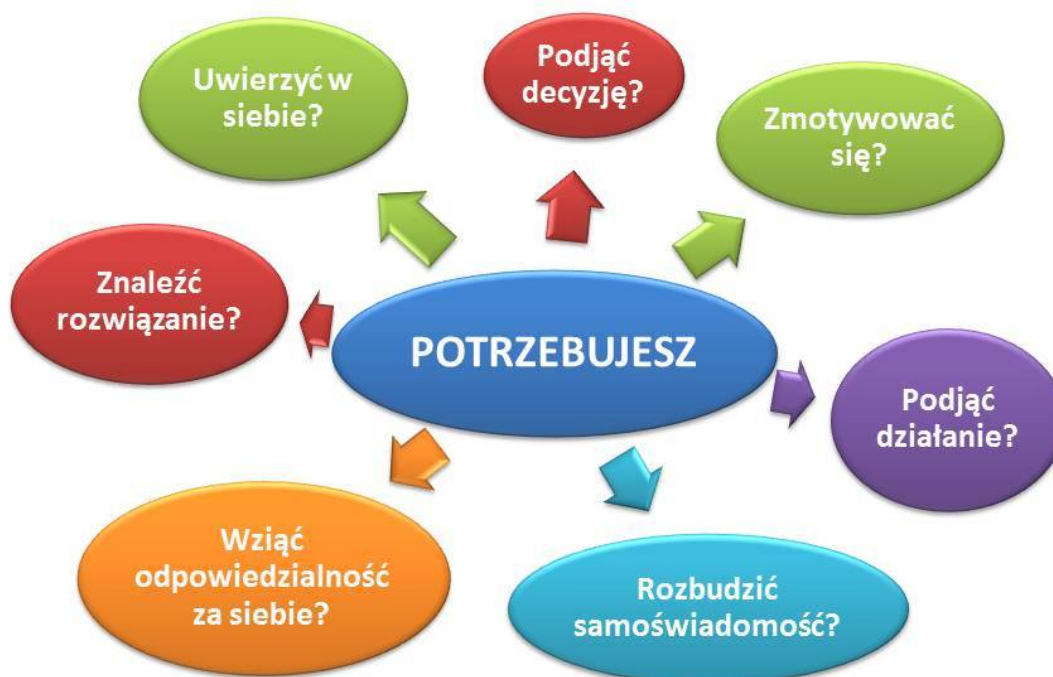 Uwierzyć w
siebie?
Podjąć
decyzję?
Zmotywować
się?
Znaleźć
rozwiązanie?
POTRZEBUJESZ
Podjąć
działanie?
Wziąć
odpowiedzialność
za siebie?
Rozbudzić
samoświadomość?